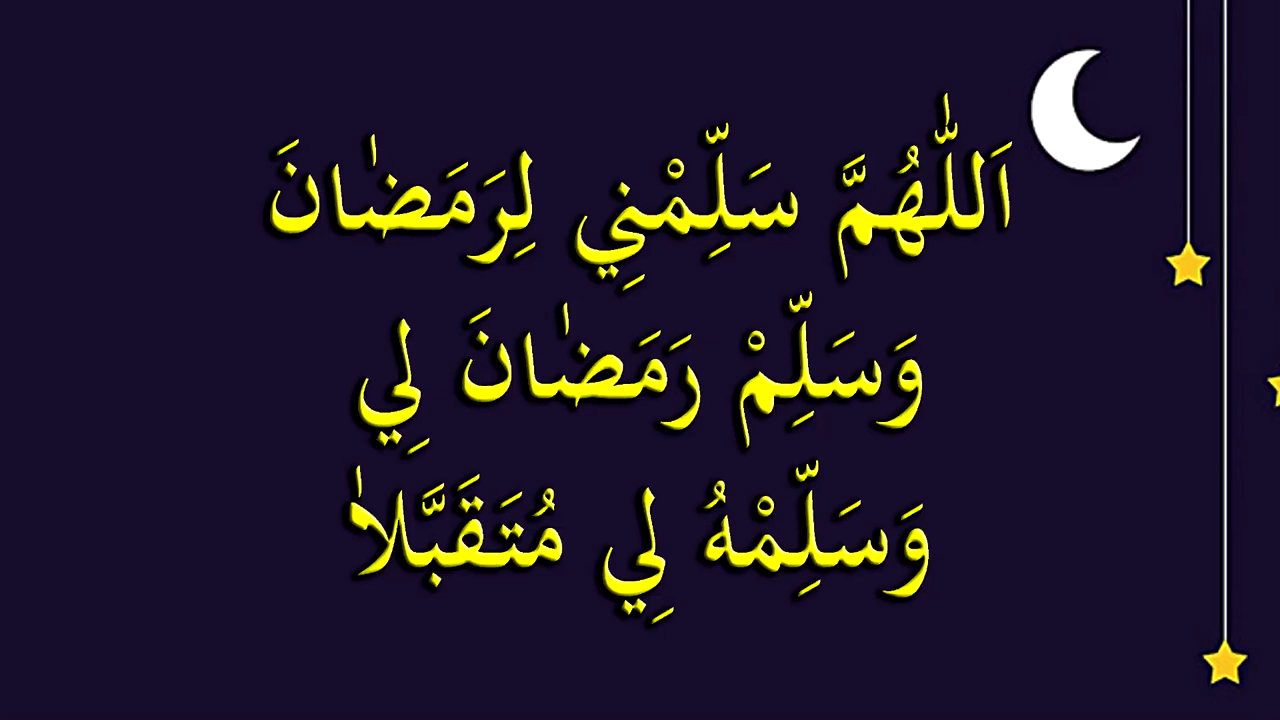 اَللّٰهُمَّ سَلِّمْنِي لِرَمَضٰانَ
وَسَلِّمْ رَمَضٰانَ لِي
وَسَلِّمْهُ لِي مُتَقَبَّلاٰ